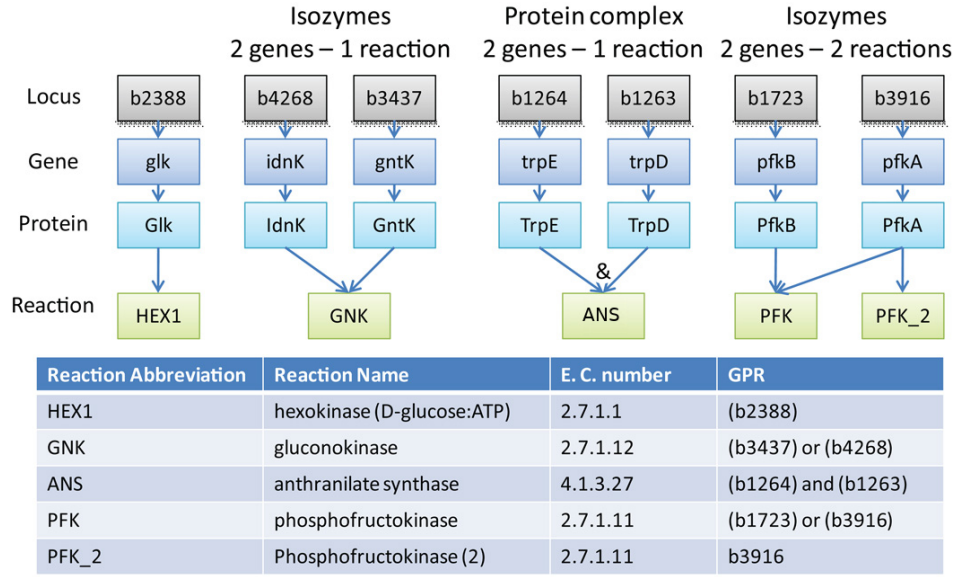 Isozymes
2 genes – 1 reaction
Protein complex
2 genes – 1 reaction
Isozymes
2 genes – 2 reactions
Locus b2388 b4268 b3437 b1264 b1263 b1723 b3916
Gene glk idnK gntK trpE trpD pfkB pfkA
Protein Glk IdnK GntK TrpE TrpD PfkB PfkA
&
Reaction HEX1 GNK ANS PFK PFK_2
Reaction Abbreviation Reaction Name E. C. number GPR
HEX1 hexokinase (D-glucose:ATP) 2.7.1.1 (b2388)
GNK gluconokinase 2.7.1.12 (b3437) or (b4268)
ANS anthranilate synthase 4.1.3.27 (b1264) and (b1263)
PFK phosphofructokinase 2.7.1.11 (b1723) or (b3916)
PFK_2 Phosphofructokinase (2) 2.7.1.11 b3916